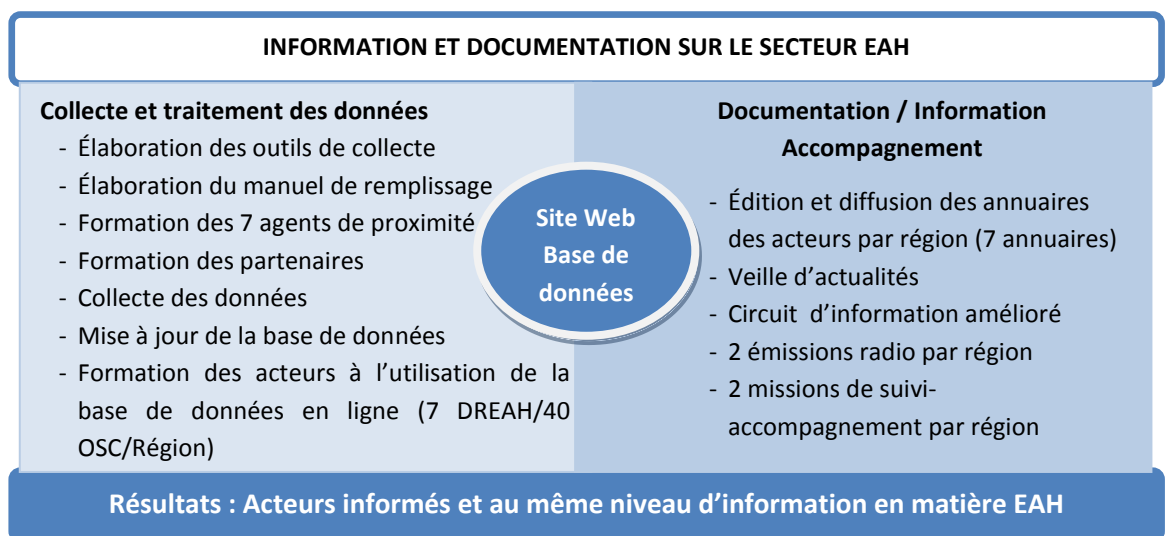 INFORMATION ET DOCUMENTATION SUR LE SECTEUR EAH
Collecte et traitement des données
- Élaboration des outils de collecte
- Élaboration du manuel de remplissage
- Formation des 7 agents de proximité
- Formation des partenaires
- Collecte des données
- Mise à jour de la base de données
- Formation des acteurs à l’utilisation de la
base de données en ligne (7 DREAH/40
OSC/Région)
Site Web
Base de
données
Documentation / Information
Accompagnement
- Édition et diffusion des annuaires
des acteurs par région (7 annuaires)
- Veille d’actualités
- Circuit d’information amélioré
- 2 émissions radio par région
- 2 missions de suivi-
accompagnement par région
Résultats : Acteurs informés et au même niveau d’information en matière EAH